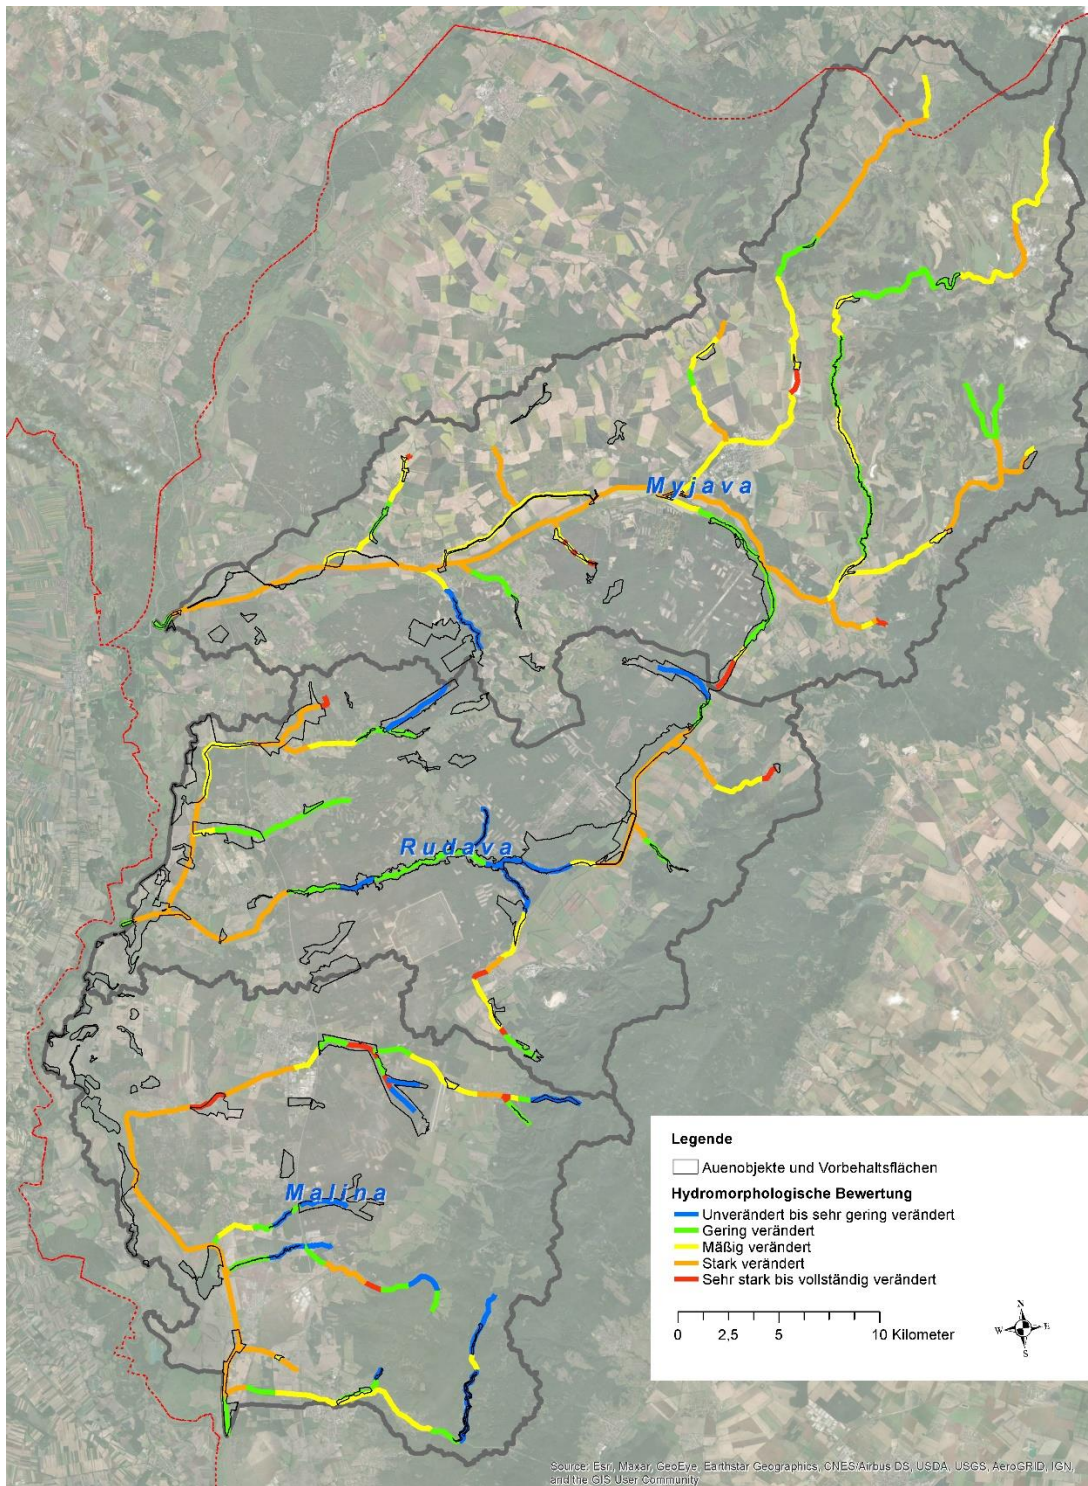 Myjava
Rudava
Malina
Legende
Auenobjekte und Vorbehaltsflächen
Hydromorphologische Bewertung
Unverändert bis sehr gering verändert
Gering verändert
Mäßig verändert
Stark verändert
Sehr stark bis vollständig verändert
0 2,5 5 10 Kilometer
N
W E
S
Source: Esri, Maxar, GeoEye, Earthstar Geographics, CNES/Airbus DS, USDA, USGS, AeroGRID, IGN,
and the GIS User Community